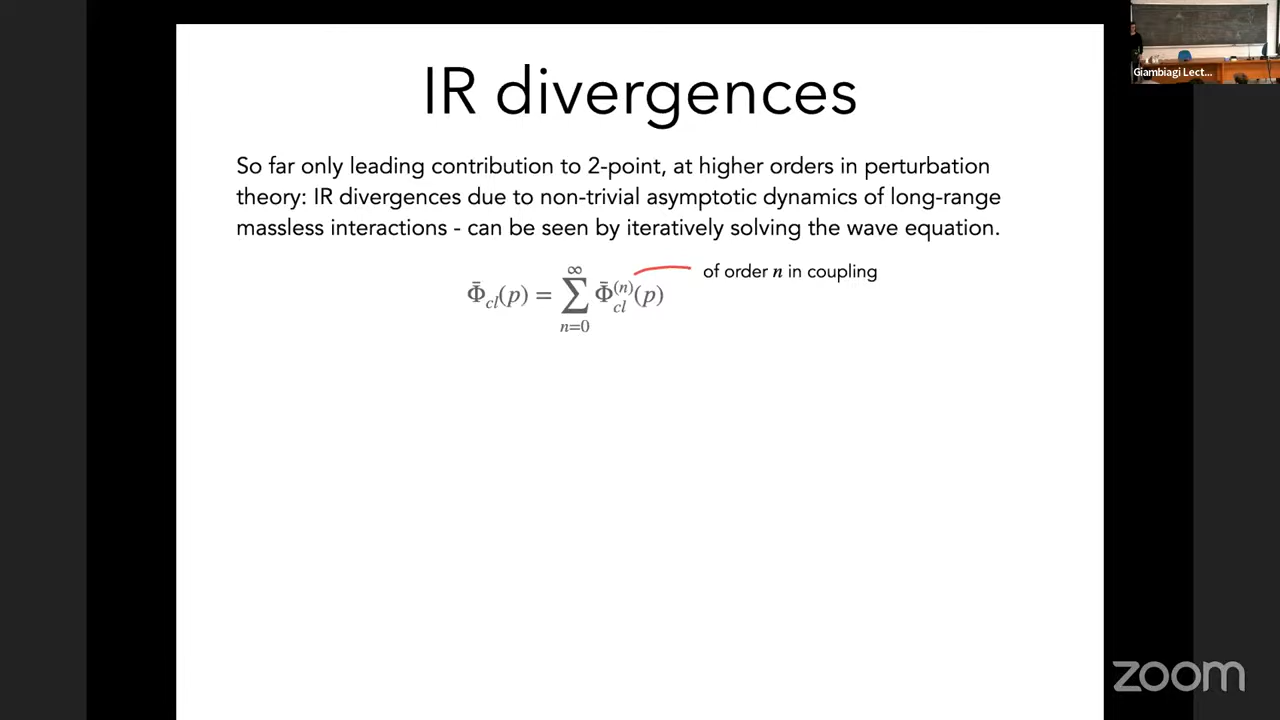 IR divergences
Giambiagi Lect...
So far only leading contribution to 2-point, at higher orders in perturbation
theory: IR divergences due to non-trivial asymptotic dynamics of long-range
massless interactions - can be seen by iteratively solving the wave equation.
Φ̄_{cl}(p) = ∑_{n=0}^{∞} Φ̄_{cl}^{(n)}(p)
of order n in coupling
zoom